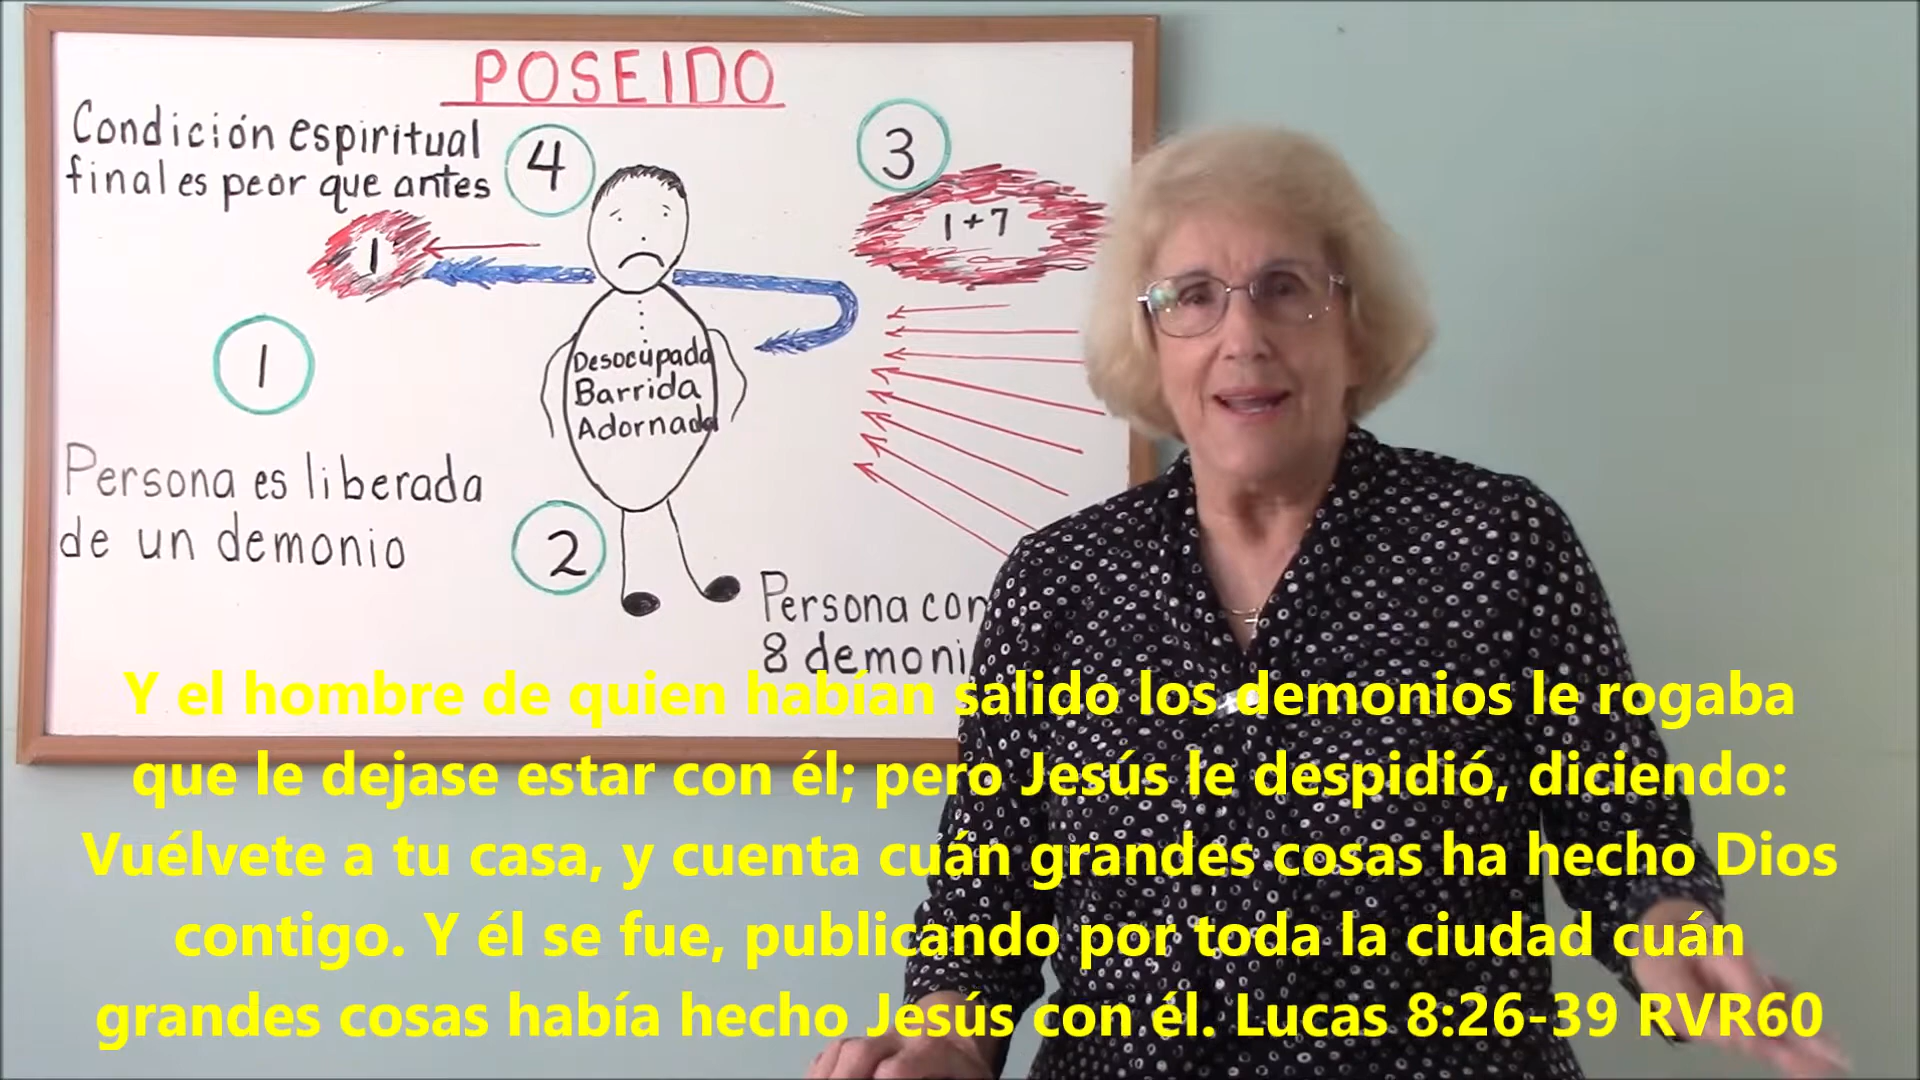 POSEIDO
Condición espiritual
final es peor que antes
4
3
1+7
1
1
Desocupada
Barrida
Adornada
Persona es liberada
de un demonio
2
Persona con
8 demoni
Y el hombre de quien habían salido los demonios le rogaba
que le dejase estar con él; pero Jesús le despidió, diciendo:
Vuélvete a tu casa, y cuenta cuán grandes cosas ha hecho Dios
contigo. Y él se fue, publicando por toda la ciudad cuán
grandes cosas había hecho Jesús con él. Lucas 8:26-39 RVR60